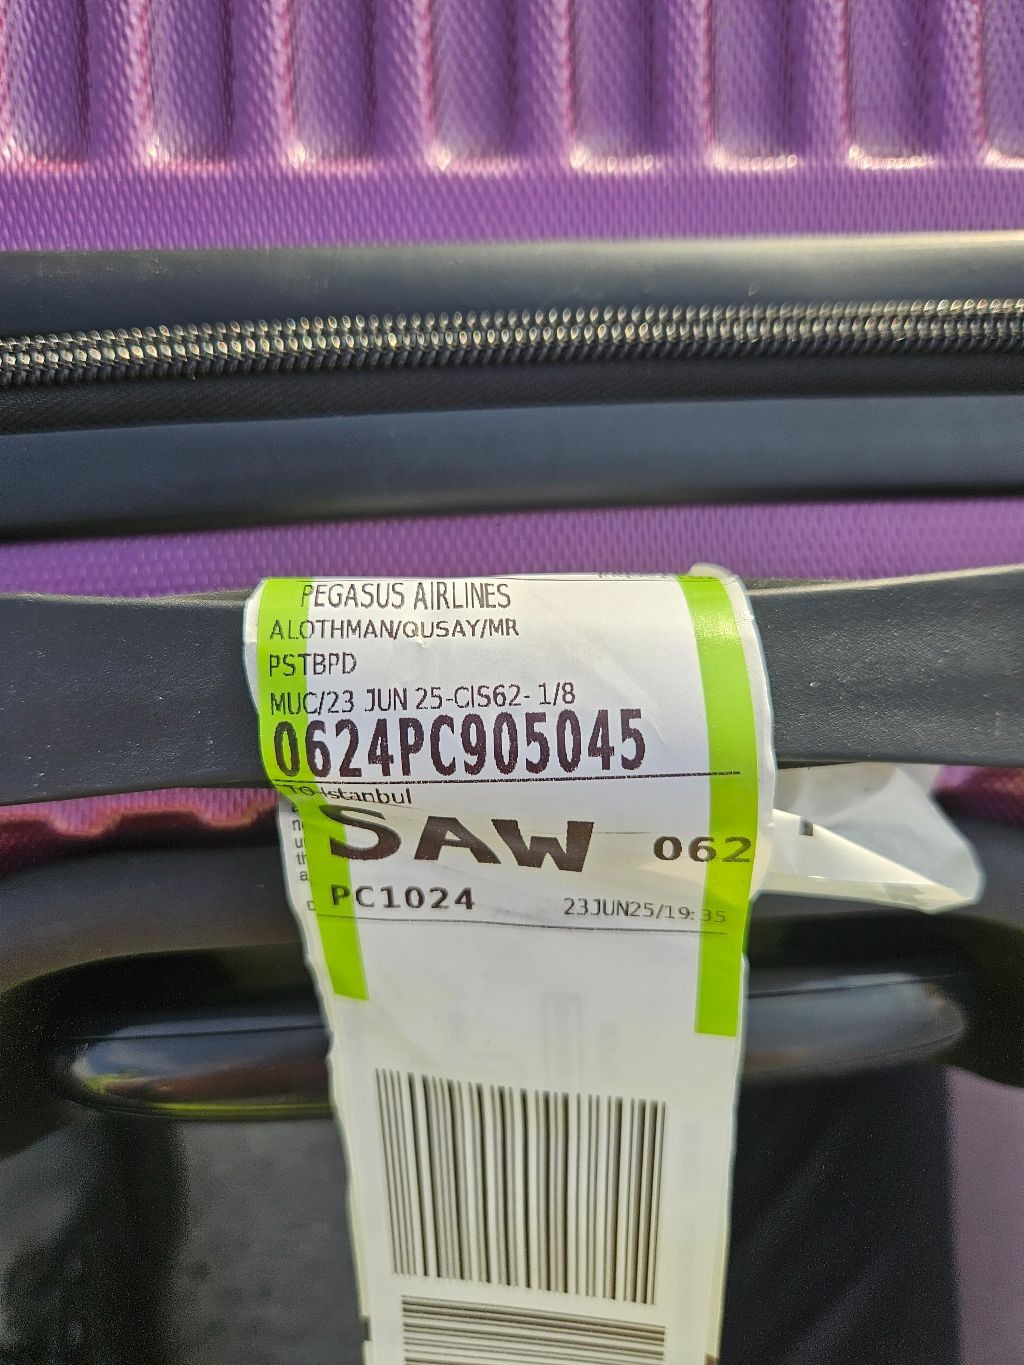 PEGASUS AIRLINES
ALOTHMAN/QUSAY/MR
PSTBPD
MUC/23 JUN 25-CIS62- 1/8
0624PC905045
TO Istanbul
SAW 062
PC1024 23JUN25/19:35